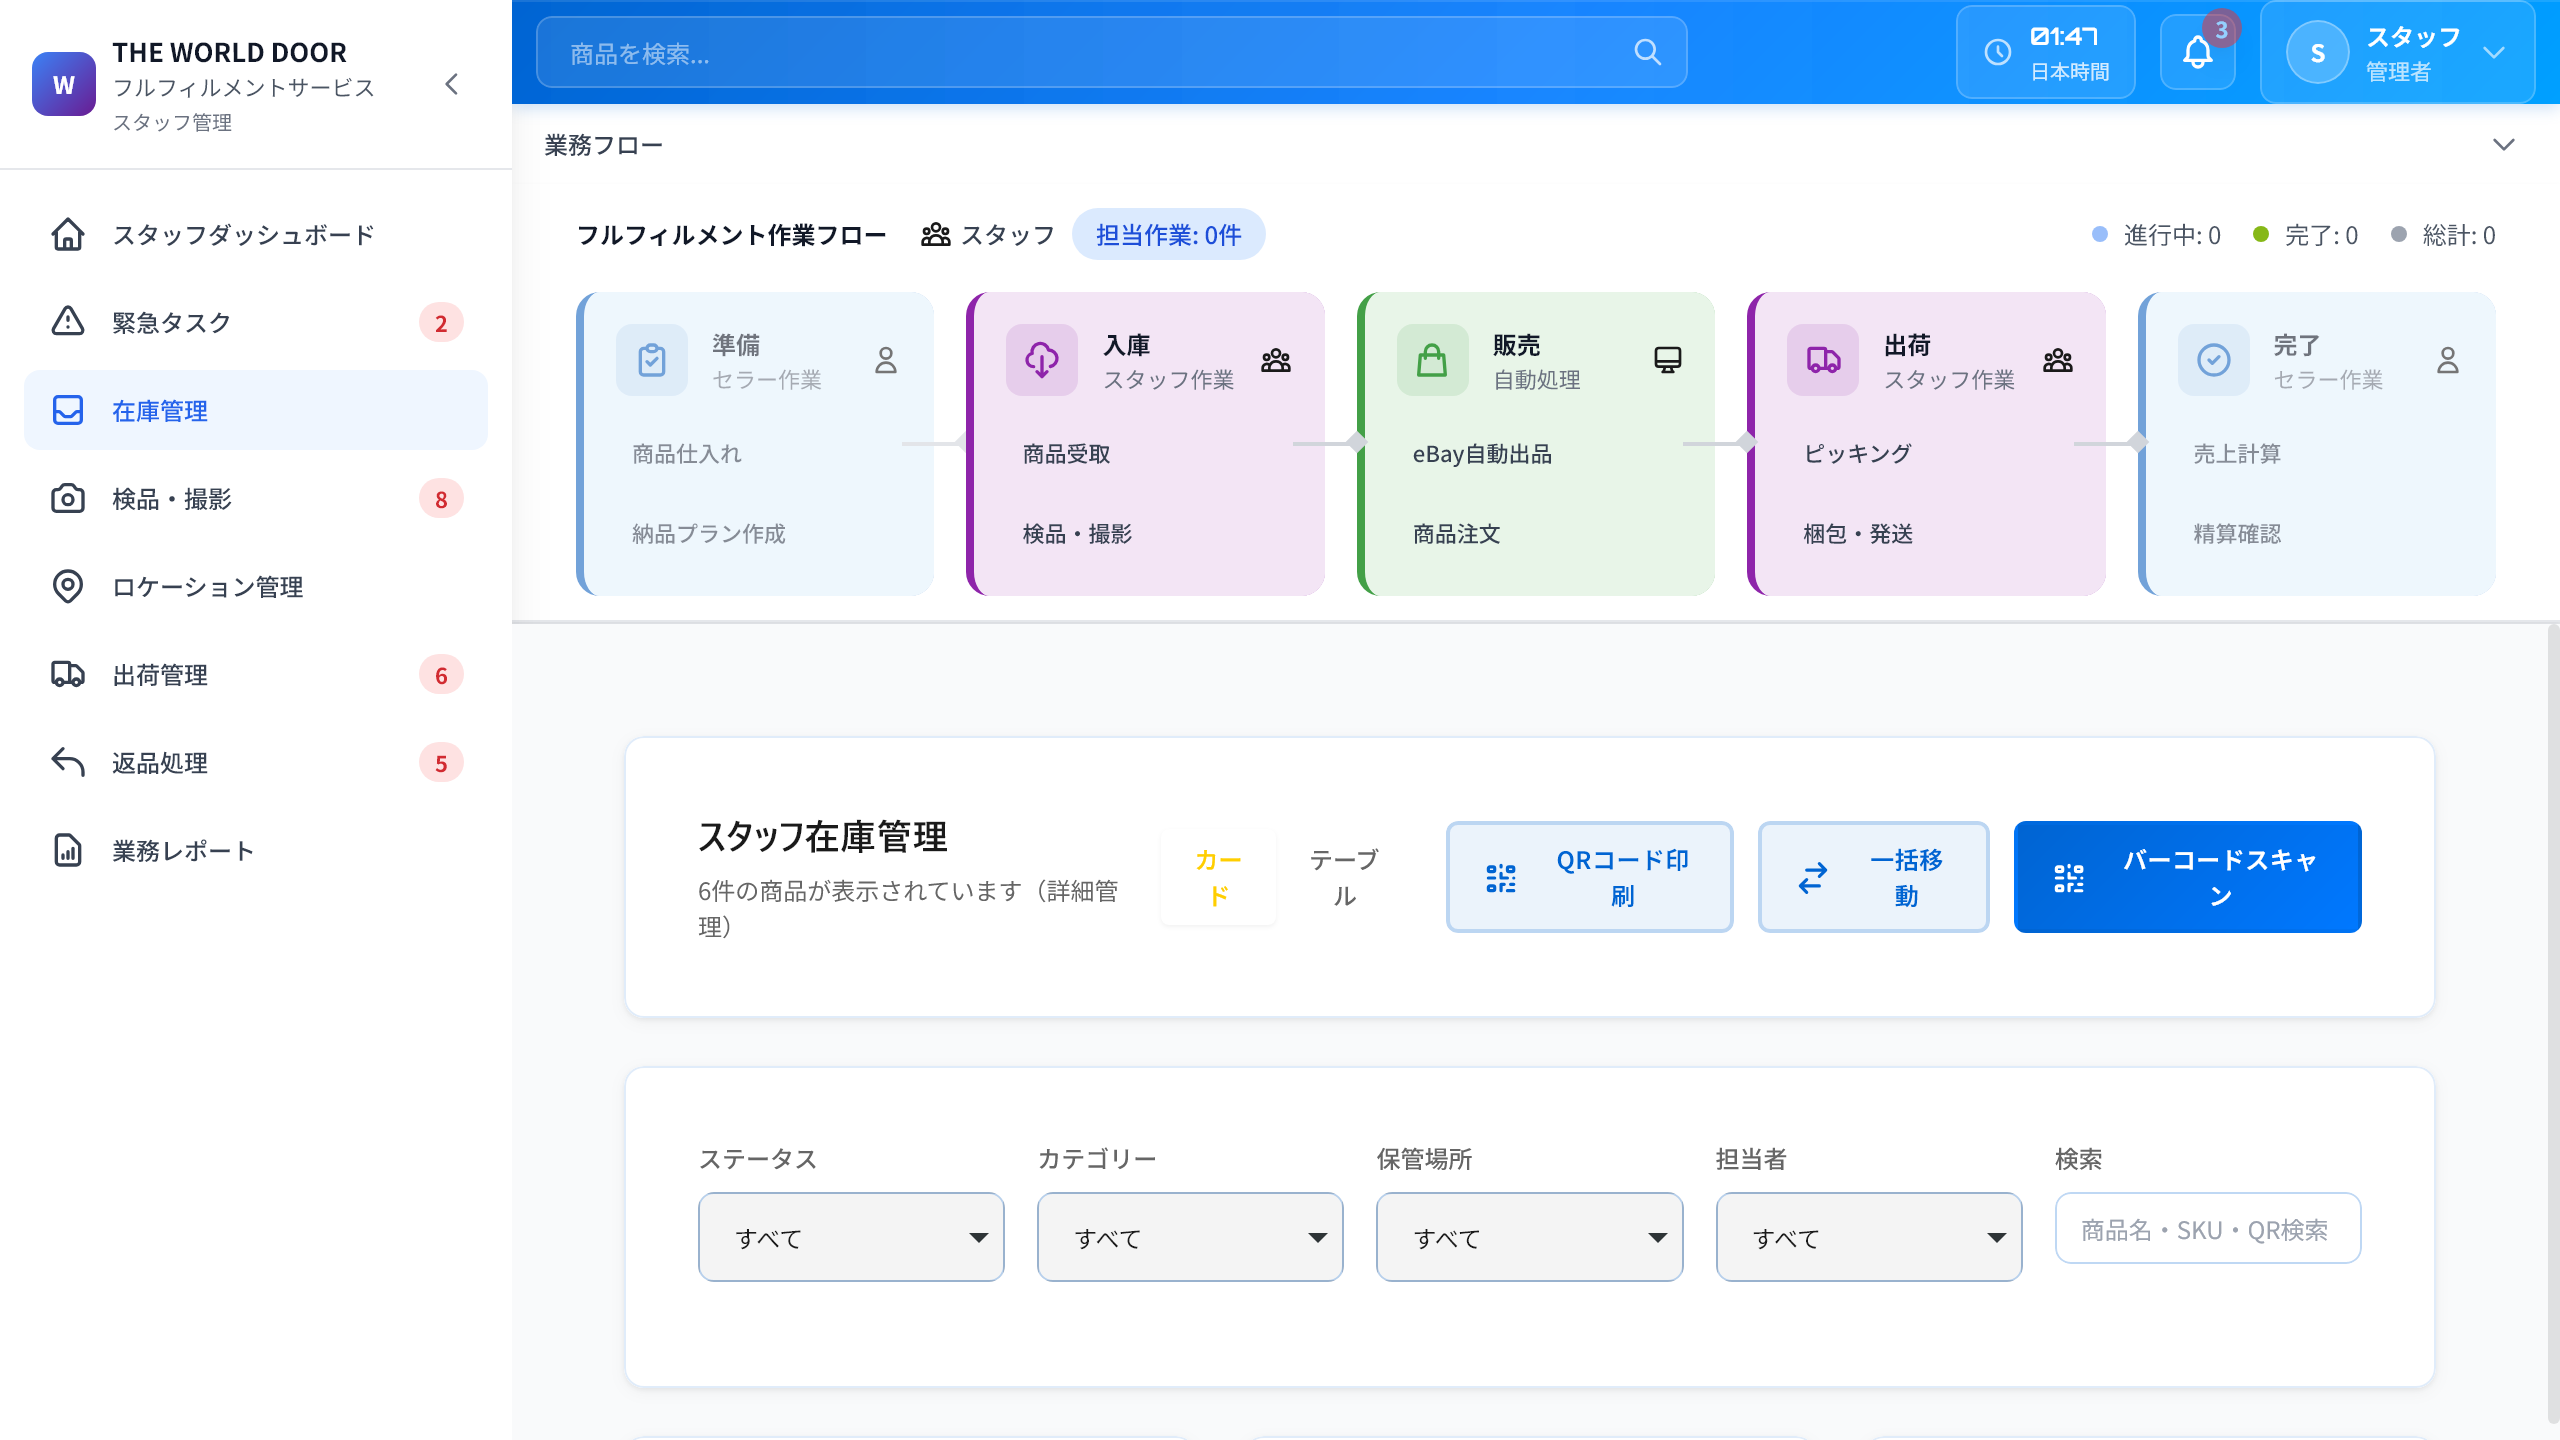 THE WORLD DOOR
フルフィルメントサービス
スタッフ管理
W
スタッフダッシュボード
緊急タスク
2
在庫管理
検品・撮影
8
ロケーション管理
出荷管理
6
返品処理
5
業務レポート
商品を検索...
01:47
日本時間
3
S
スタッフ
管理者
業務フロー
フルフィルメント作業フロー
スタッフ
担当作業: 0件
進行中: 0
完了: 0
総計: 0
準備
セラー作業
商品仕入れ
納品プラン作成
入庫
スタッフ作業
商品受取
検品・撮影
販売
自動処理
eBay自動出品
商品注文
出荷
スタッフ作業
ピッキング
梱包・発送
完了
セラー作業
売上計算
精算確認
スタッフ在庫管理
6件の商品が表示されています（詳細管
理）
カー
ド
テーブ
ル
QRコード印
刷
一括移
動
バーコードスキャ
ン
ステータス
すべて
カテゴリー
すべて
保管場所
すべて
担当者
すべて
検索
商品名・SKU・QR検索